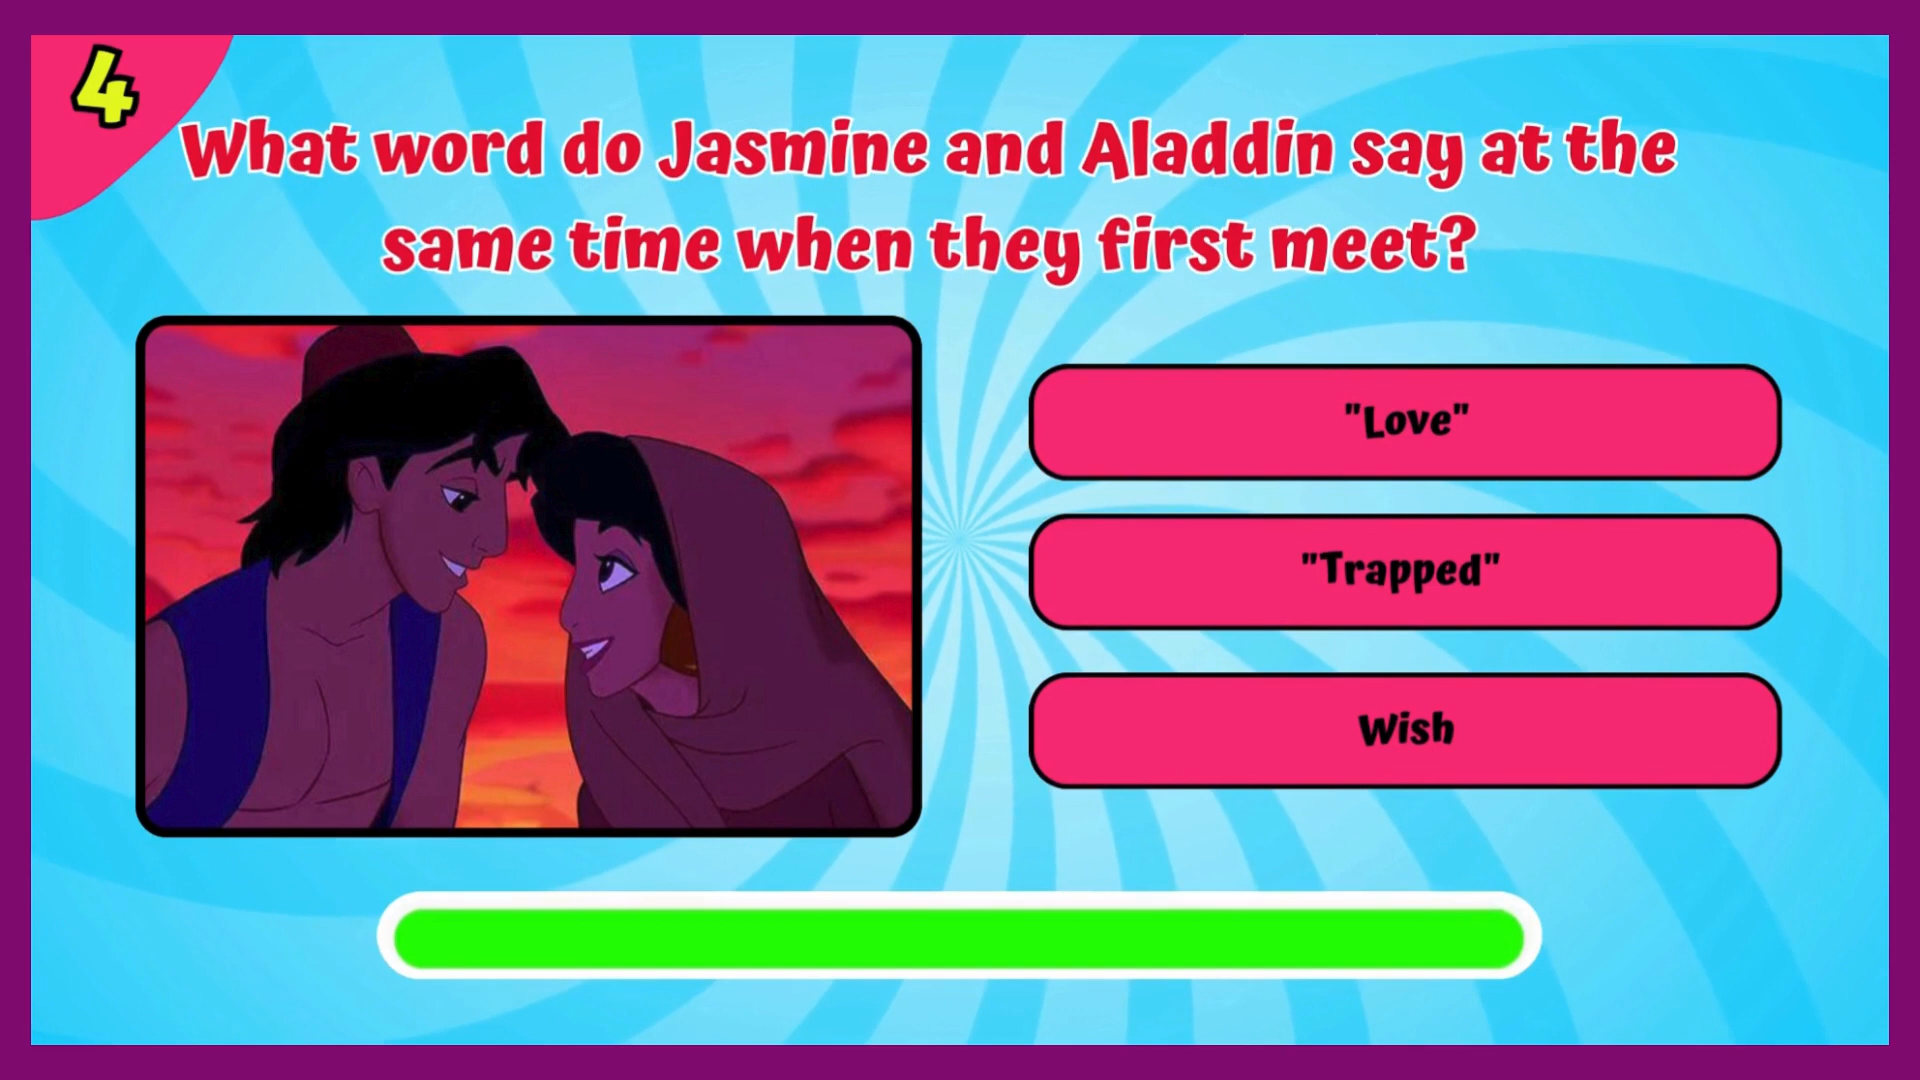 4
What word do Jasmine and Aladdin say at the
same time when they first meet?
"Love"
"Trapped"
Wish